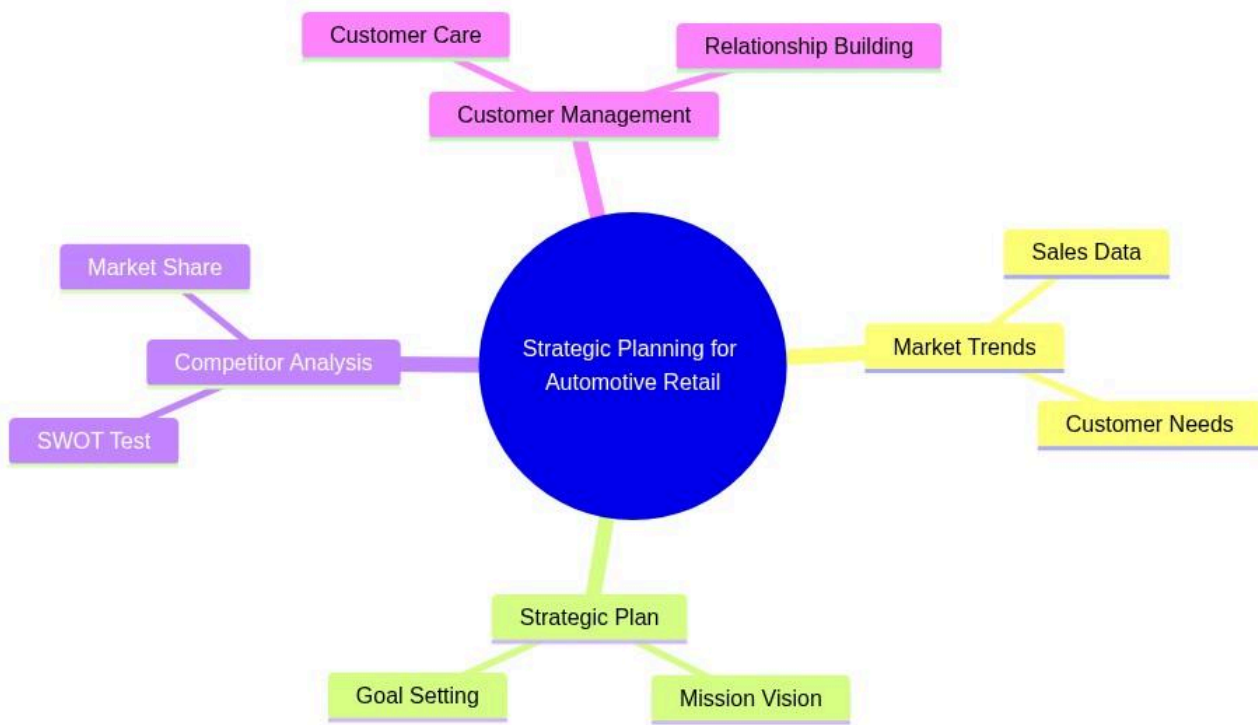 Customer Care
Relationship Building
Customer Management
Market Share
Sales Data
Competitor Analysis
Strategic Planning for
Automotive Retail
Market Trends
SWOT Test
Customer Needs
Strategic Plan
Goal Setting
Mission Vision